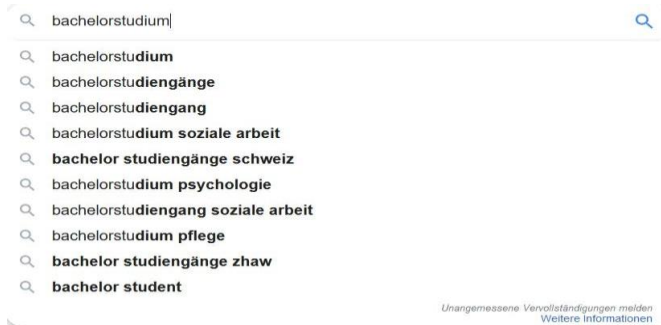 bachelorstudium
bachelorstudium
bachelorstudiengänge
bachelorstudiengang
bachelorstudium soziale arbeit
bachelor studiengänge schweiz
bachelorstudium psychologie
bachelorstudiengang soziale arbeit
bachelorstudium pflege
bachelor studiengänge zhaw
bachelor student
Unangemessene Vervollständigungen melden
Weitere Informationen